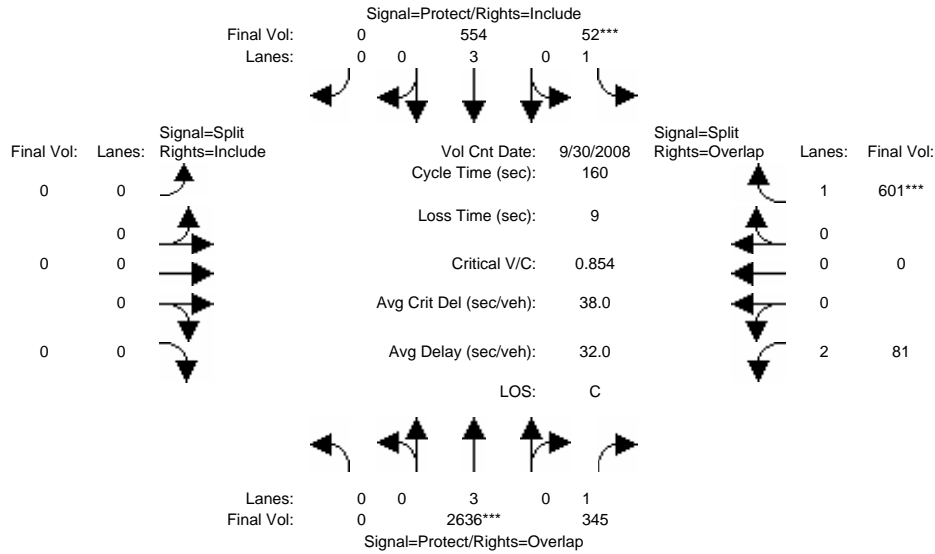 Signal=Protect/Rights=Include
Final Vol: 0 554 52***
Lanes: 0 0 3 0 1
Signal=Split Signal=Split
Final Vol: Lanes: Rights=Include Vol Cnt Date: 9/30/2008 Rights=Overlap Lanes: Final Vol:
Cycle Time (sec): 160
0 0 1 601***
Loss Time (sec): 9
0 0
0 0 Critical V/C: 0.854 0 0
0 Avg Crit Del (sec/veh): 38.0 0
0 0 Avg Delay (sec/veh): 32.0 2 81
LOS: C
Lanes: 0 0 3 0 1
Final Vol: 0 2636*** 345
Signal=Protect/Rights=Overlap